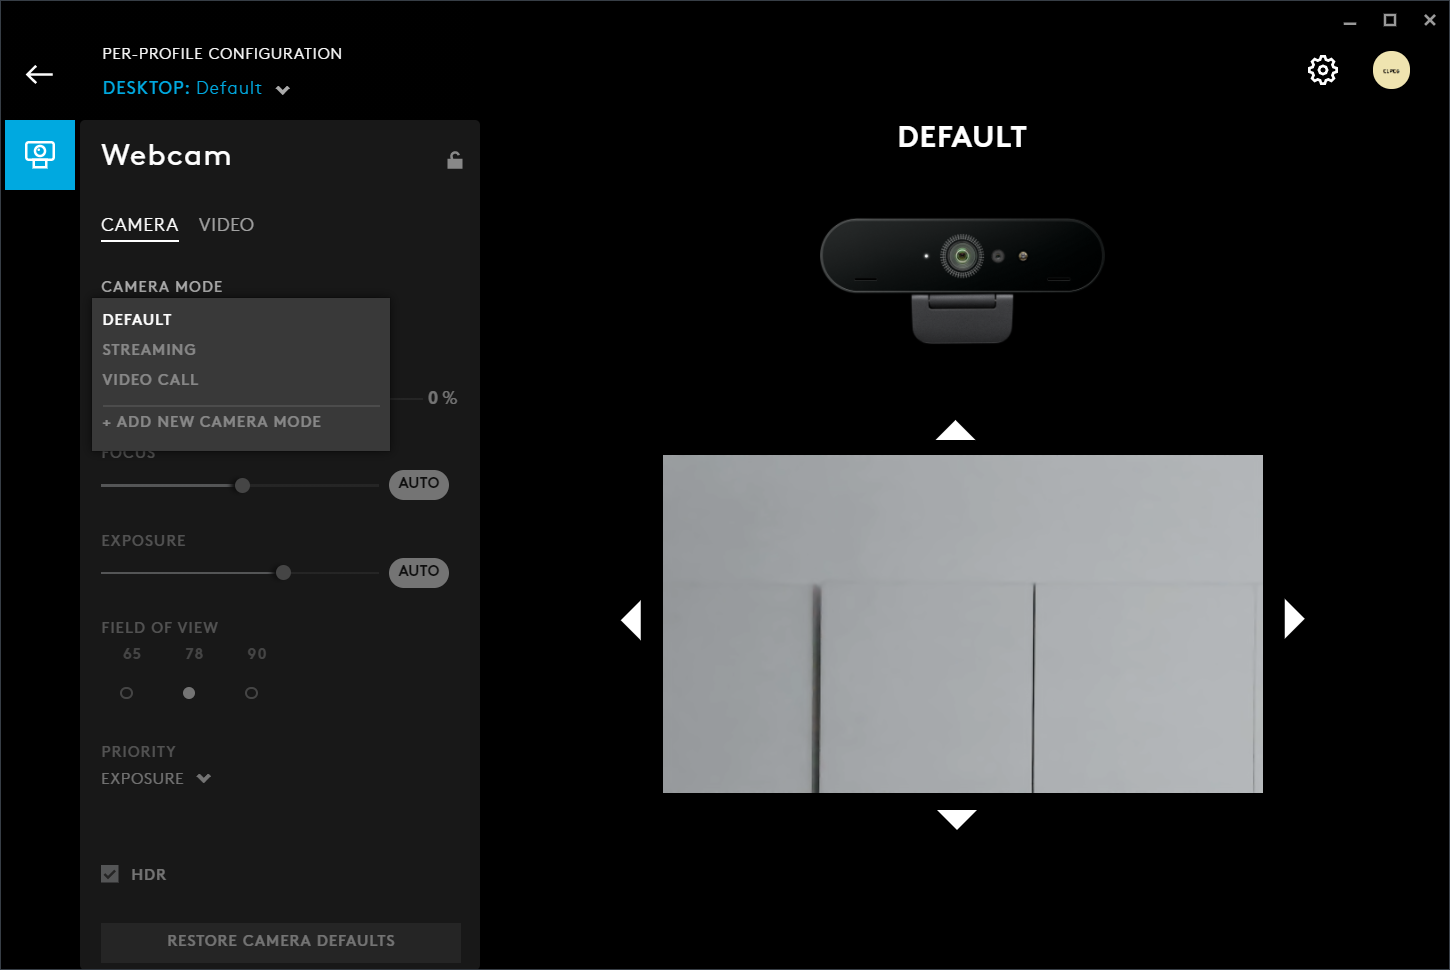 PER-PROFILE CONFIGURATION
DESKTOP: Default
Webcam
CAMERA VIDEO
CAMERA MODE
DEFAULT
STREAMING
VIDEO CALL
+ ADD NEW CAMERA MODE
0 %
FOCUS
AUTO
EXPOSURE
AUTO
FIELD OF VIEW
65 78 90
PRIORITY
EXPOSURE
HDR
RESTORE CAMERA DEFAULTS
DEFAULT